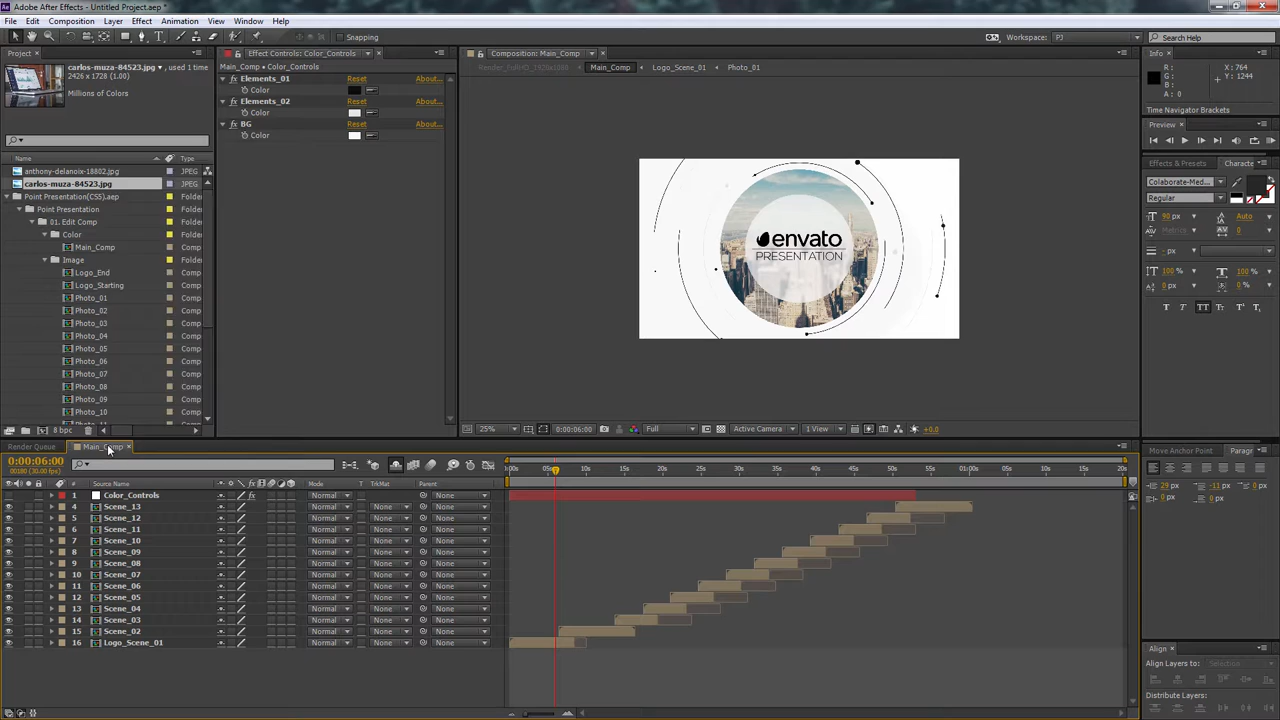 Adobe After Effects - Untitled Project.aep *
File Edit Composition Layer Effect Animation View Window Help
Snapping
Workspace: PJ
Search Help
Project
carlos-muza-84523.jpg , used 1 time
2426 x 1728 (1.00)
Millions of Colors
Name Type
anthony-delanoix-18802.jpg JPEG
carlos-muza-84523.jpg JPEG
Point Presentation(CS5).aep Folder
Point Presentation Folder
01. Edit Comp Folder
Color Folder
Main_Comp Comp
Image Folder
Logo_End Comp
Logo_Starting Comp
Photo_01 Comp
Photo_02 Comp
Photo_03 Comp
Photo_04 Comp
Photo_05 Comp
Photo_06 Comp
Photo_07 Comp
Photo_08 Comp
Photo_09 Comp
Photo_10 Comp
8 bpc
Effect Controls: Color_Controls
Main_Comp • Color_Controls
fx Elements_01 Reset About...
Color
fx Elements_02 Reset About...
Color
fx BG Reset About...
Color
Composition: Main_Comp
Main_Comp Logo_Scene_01 Photo_01
envato
PRESENTATION
25% 0:00:06:00 Full Active Camera 1 View +0.0
Info
R:
G:
B:
A: 0
X: 764
Y: 1244
Time Navigator Brackets
Preview
Effects & Presets Characte
Collaborate-Med...
Regular
90 px Auto
Metrics 0
- px
100 % 100 %
0 px 0 %
T T TT Tт T¹ T₁
Render Queue Main_Comp
0:00:06:00
00180 (30.00 fps)
# Source Name Mode T TrkMat Parent
1 Color_Controls Normal None
4 Scene_13 Normal None None
5 Scene_12 Normal None None
6 Scene_11 Normal None None
7 Scene_10 Normal None None
8 Scene_09 Normal None None
9 Scene_08 Normal None None
10 Scene_07 Normal None None
11 Scene_06 Normal None None
12 Scene_05 Normal None None
13 Scene_04 Normal None None
14 Scene_03 Normal None None
15 Scene_02 Normal None None
16 Logo_Scene_01 Normal None None
:00s 05s 10s 15s 20s 25s 30s 35s 40s 45s 50s 55s 01:00s 05s 10s 15s 20s
Move Anchor Point Paragr
29 px -11 px 0 px
0 px 0 px
Align
Align Layers to: Selection
Distribute Layers: